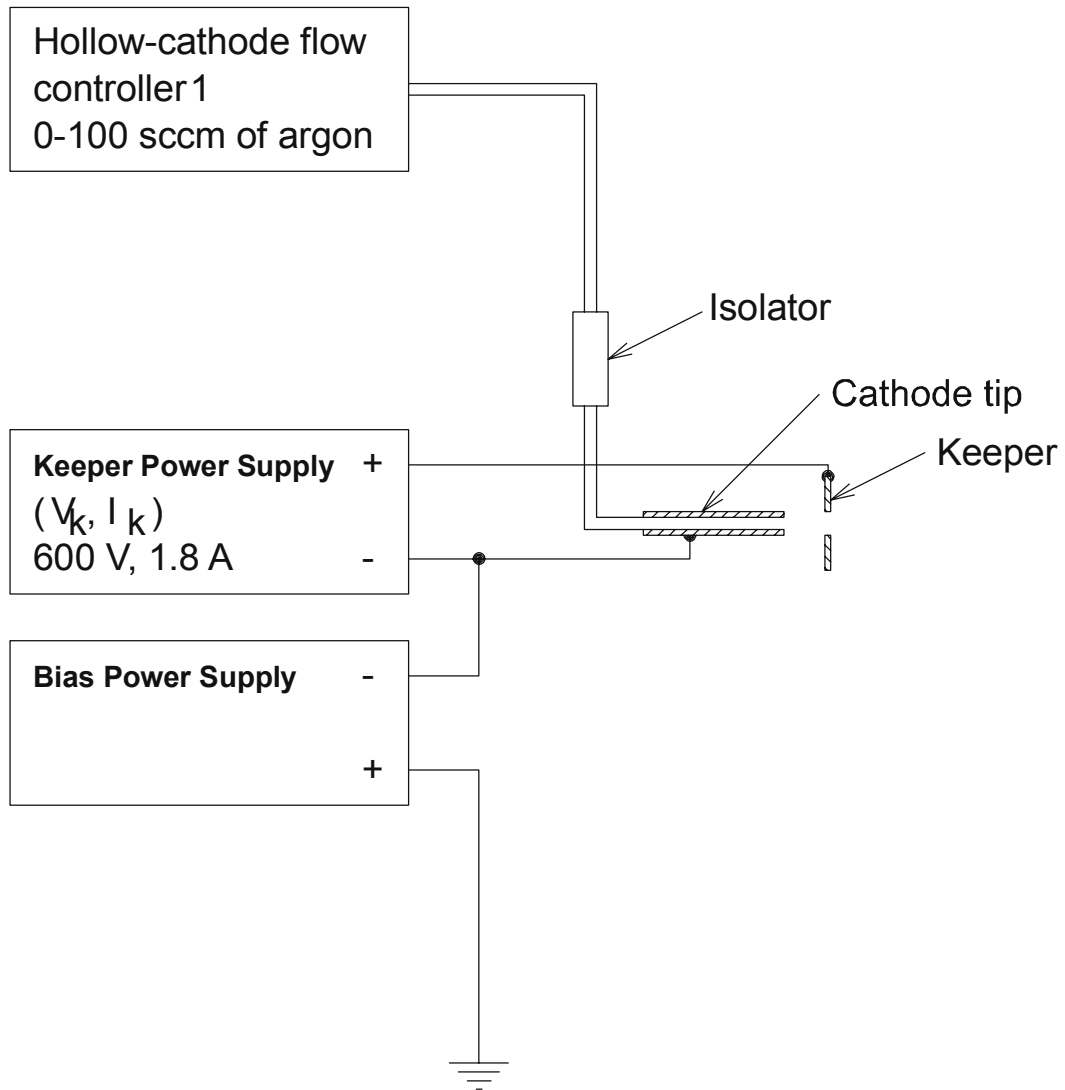 Hollow-cathode flow
controller 1
0-100 sccm of argon
Isolator
Cathode tip
Keeper
Keeper Power Supply +
(Vk, Ik)
600 V, 1.8 A -
Bias Power Supply -
+